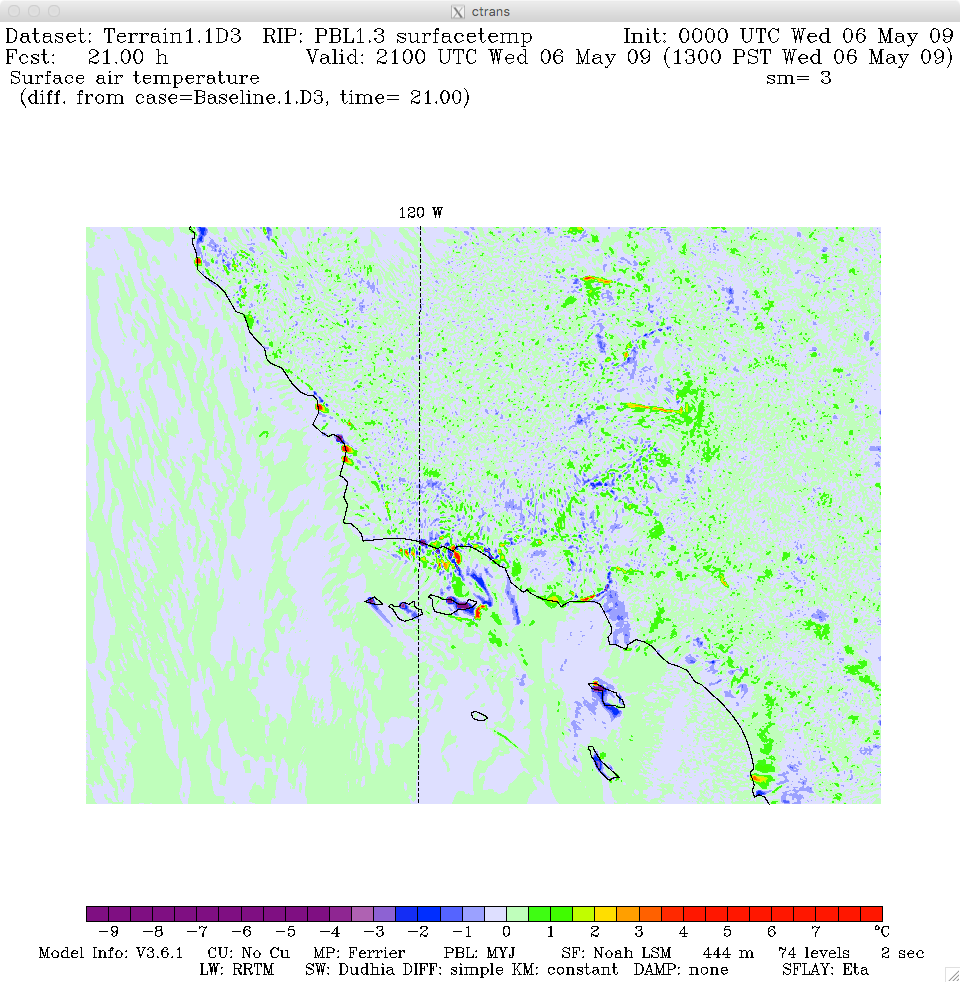 ctrans
Dataset: Terrain1.1D3 RIP: PBL1.3 surfacetemp Init: 0000 UTC Wed 06 May 09
Fcst: 21.00 h Valid: 2100 UTC Wed 06 May 09 (1300 PST Wed 06 May 09)
Surface air temperature sm= 3
(diff. from case=Baseline.1.D3, time= 21.00)
120 W
-9 -8 -7 -6 -5 -4 -3 -2 -1 0 1 2 3 4 5 6 7 °C
Model Info: V3.6.1 CU: No Cu MP: Ferrier PBL: MYJ SF: Noah LSM 444 m 74 levels 2 sec
LW: RRTM SW: Dudhia DIFF: simple KM: constant DAMP: none SFLAY: Eta